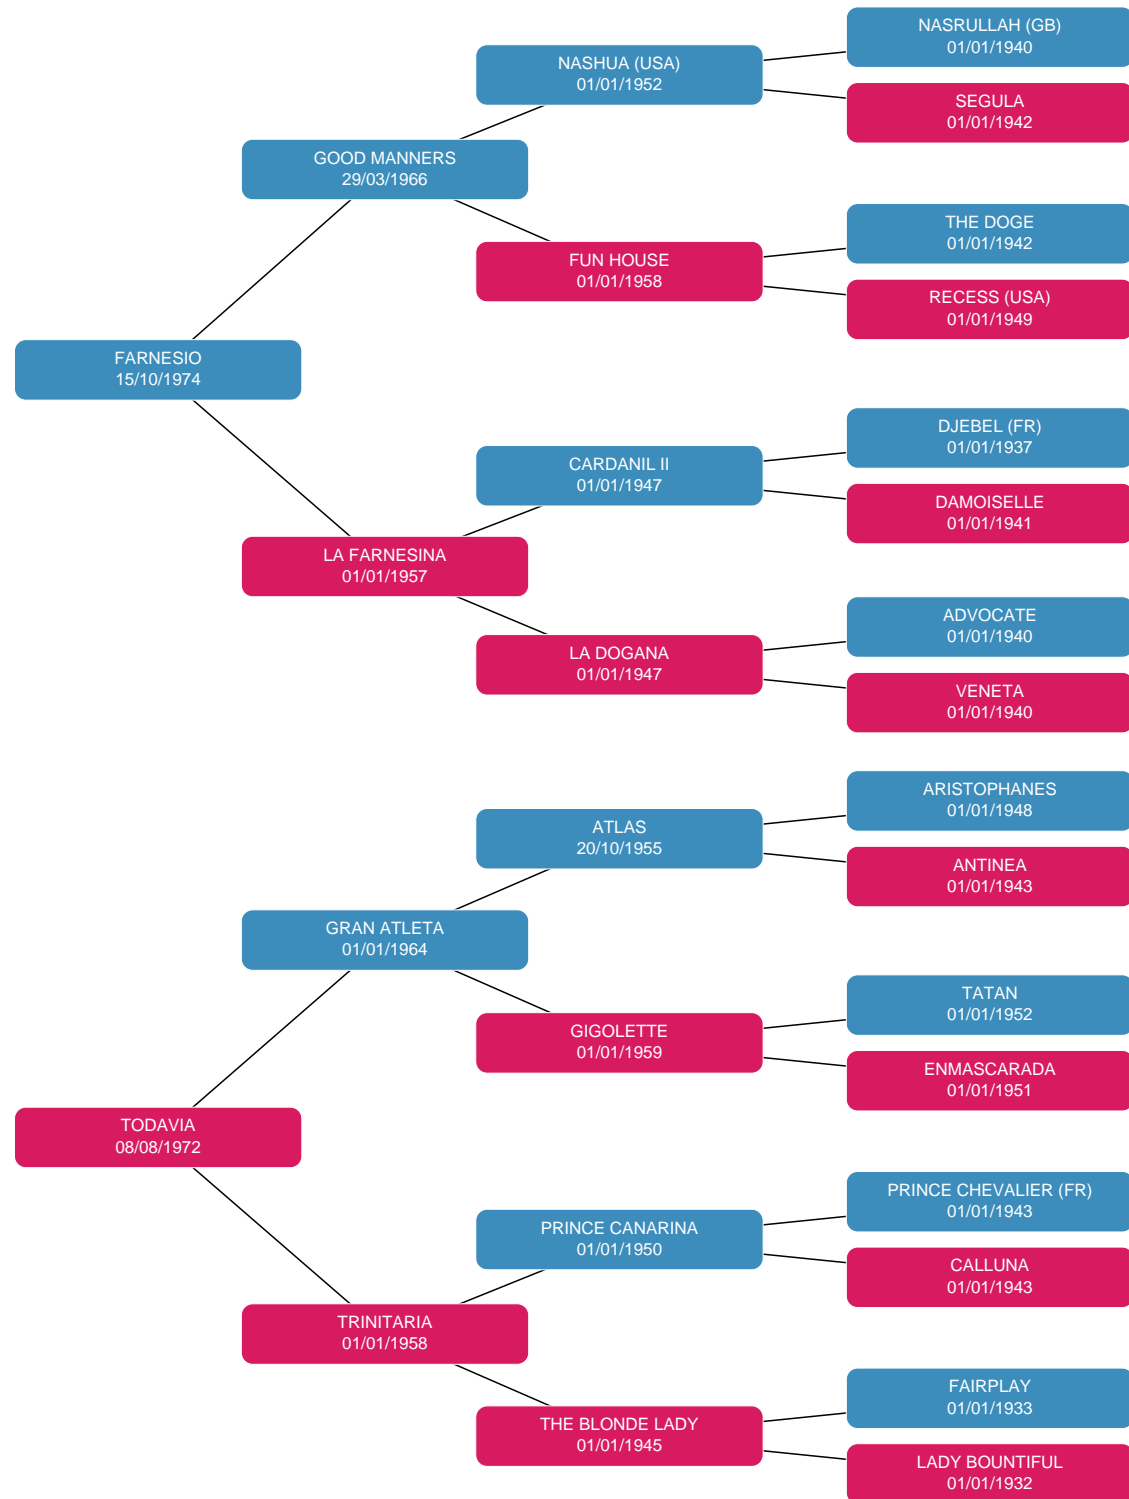 NASRULLAH (GB)
01/01/1940
NASHUA (USA)
01/01/1952
SEGULA
01/01/1942
GOOD MANNERS
29/03/1966
THE DOGE
01/01/1942
FUN HOUSE
01/01/1958
RECESS (USA)
01/01/1949
FARNESIO
15/10/1974
DJEBEL (FR)
01/01/1937
CARDANIL II
01/01/1947
DAMOISELLE
01/01/1941
LA FARNESINA
01/01/1957
ADVOCATE
01/01/1940
LA DOGANA
01/01/1947
VENETA
01/01/1940
ARISTOPHANES
01/01/1948
ATLAS
20/10/1955
ANTINEA
01/01/1943
GRAN ATLETA
01/01/1964
TATAN
01/01/1952
GIGOLETTE
01/01/1959
ENMASCARADA
01/01/1951
TODAVIA
08/08/1972
PRINCE CHEVALIER (FR)
01/01/1943
PRINCE CANARINA
01/01/1950
CALLUNA
01/01/1943
TRINITARIA
01/01/1958
FAIRPLAY
01/01/1933
THE BLONDE LADY
01/01/1945
LADY BOUNTIFUL
01/01/1932